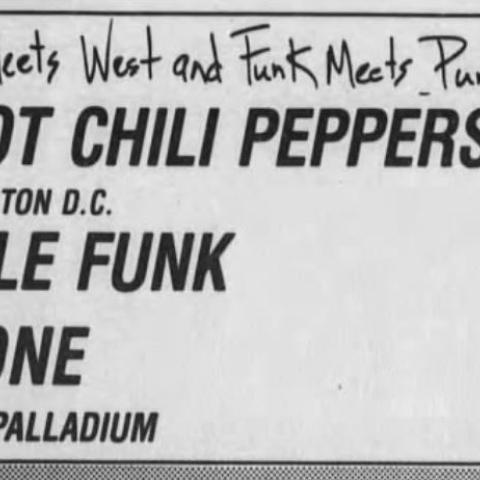 eets West and Funk Meets Pun
OT CHILI PEPPERS
TON D.C.
LE FUNK
ONE
PALLADIUM